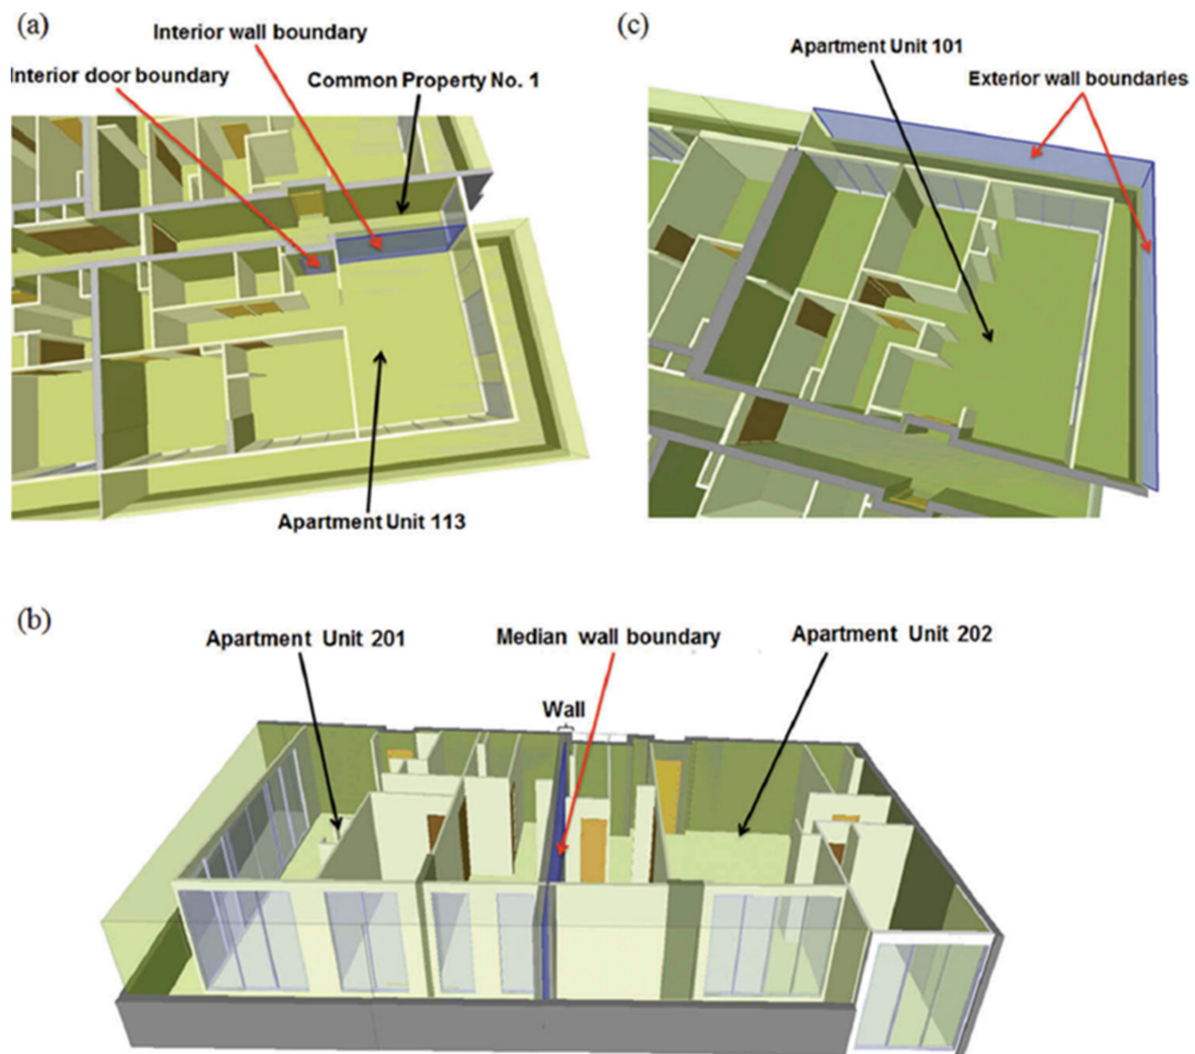 (a)
Interior wall boundary
Interior door boundary
Common Property No. 1
Apartment Unit 113
(c)
Apartment Unit 101
Exterior wall boundaries
(b)
Apartment Unit 201
Median wall boundary
Apartment Unit 202
Wall